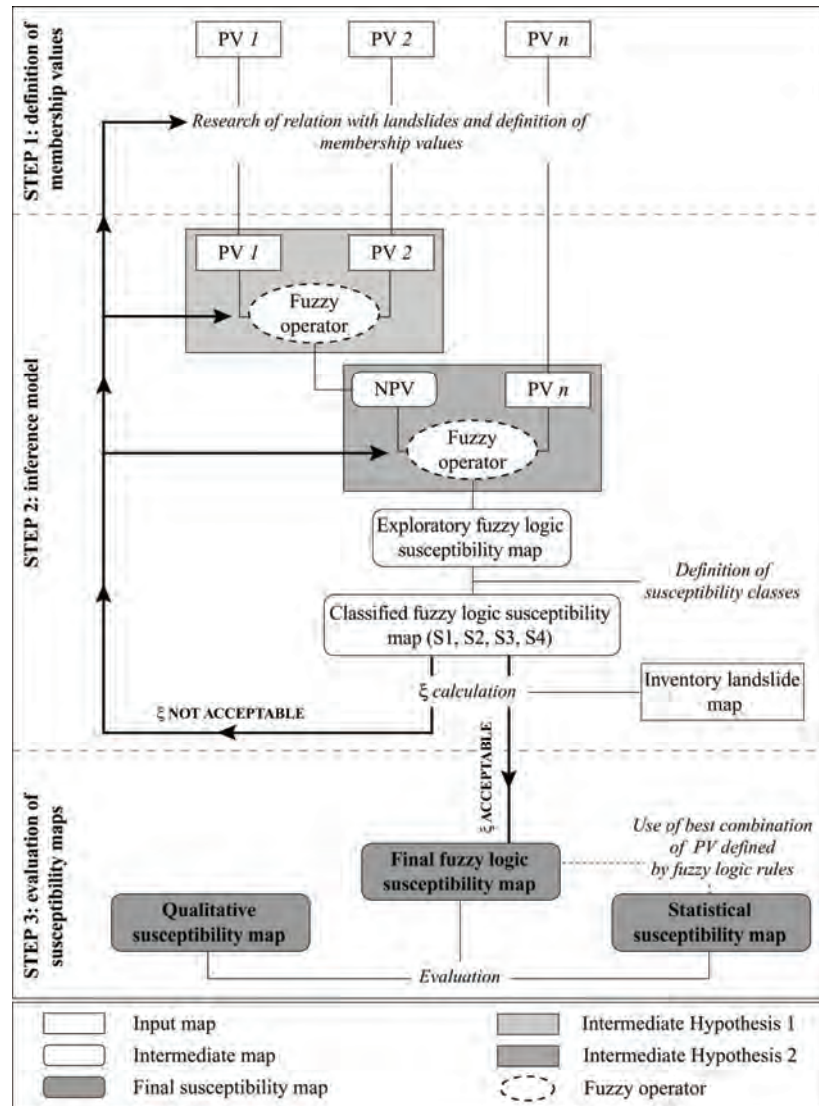 STEP 1: definition of
membership values
PV 1
PV 2
PV n
Research of relation with landslides and definition of
membership values
STEP 2: inference model
PV 1
PV 2
Fuzzy
operator
NPV
PV n
Fuzzy
operator
Exploratory fuzzy logic
susceptibility map
Definition of
susceptibility classes
Classified fuzzy logic susceptibility
map (S1, S2, S3, S4)
ξ calculation
Inventory landslide
map
ξ NOT ACCEPTABLE
ξ ACCEPTABLE
STEP 3: evaluation of
susceptibility maps
Final fuzzy logic
susceptibility map
Use of best combination
of PV defined
by fuzzy logic rules
Qualitative
susceptibility map
Statistical
susceptibility map
Evaluation
Input map
Intermediate map
Final susceptibility map
Intermediate Hypothesis 1
Intermediate Hypothesis 2
Fuzzy operator